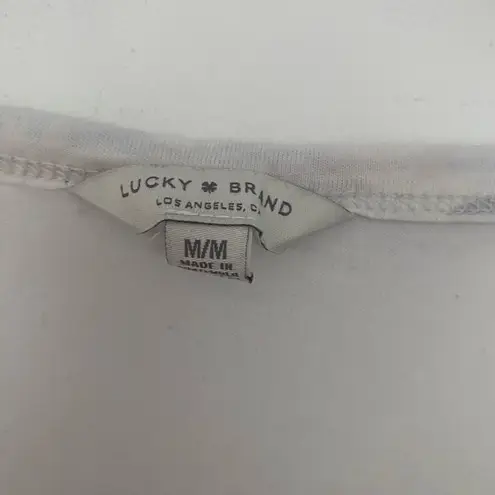 LUCKY BRAND
LOS ANGELES, C
M/M
MADE IN